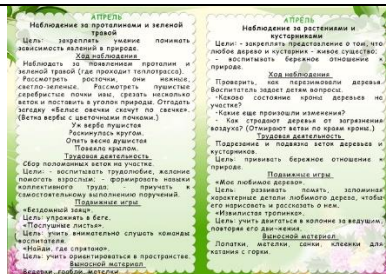 АПРЕЛЬ
Наблюдение за проталинами и зеленой
травой
Цель: закреплять умение понимать
зависимость явлений в природе.
Ход наблюдения
Наблюдать за появлением проталин и
зеленой травы (где проходит теплотрасса).
Рассмотреть росточки, они нежные,
светло-зеленые. Рассмотреть пушистые
серебристые почки ивы, срезать несколько
веток и поставить в уголок природы. Отгадать
загадку «Белые овечки скачут по свечке».
(Ветка вербы с цветочными почками.)
Уж верба пушистая
Раскинулась кругом.
Опять весна душистая
Повеяла крылом.
Трудовая деятельность
Сбор поломанных веток на участке.
Цели: - воспитывать трудолюбие, желание
помогать взрослым; - формировать навыки
коллективного труда; - приучать к
самостоятельному выполнению поручений.
Подвижные игры
«Бездомный заяц».
Цель: упражнять в беге.
«Послушные листья».
Цель: учить внимательно слушать команды
воспитателя.
«Найди, где спрятано».
Цель: учить ориентироваться в пространстве.
Выносной материал
Ведерки, грабли, метелки
АПРЕЛЬ
Наблюдение за растениями и
кустарниками
Цели: - закреплять представление о том, что
любое дерево и кустарник – живое существо;
- воспитывать бережное отношение к
природе.
Ход наблюдения
Проверить, как перезимовали деревья.
Воспитатель задает детям вопросы.
-Каково состояние кроны деревьев на
участке?
-Какие еще произошли изменения?
- Как страдают деревья от загрязнения
воздуха? (Отмирают ветви по краям кроны.)
Трудовая деятельность
Подрезание и подвязка веток деревьев и
кустарников.
Цель: прививать бережное отношение к
природе.
Подвижные игры
«Мое любимое дерево».
Цель: развивать память, запоминая
характерные детали любимого дерева, чтобы
его нарисовать и рассказать о нем.
«Извилистая тропинка».
Цель: учить двигаться в колонне за ведущим,
повторяя его движения.
Выносной материал
Лопатки, метелки, санки, клеенки для
катания с горки.